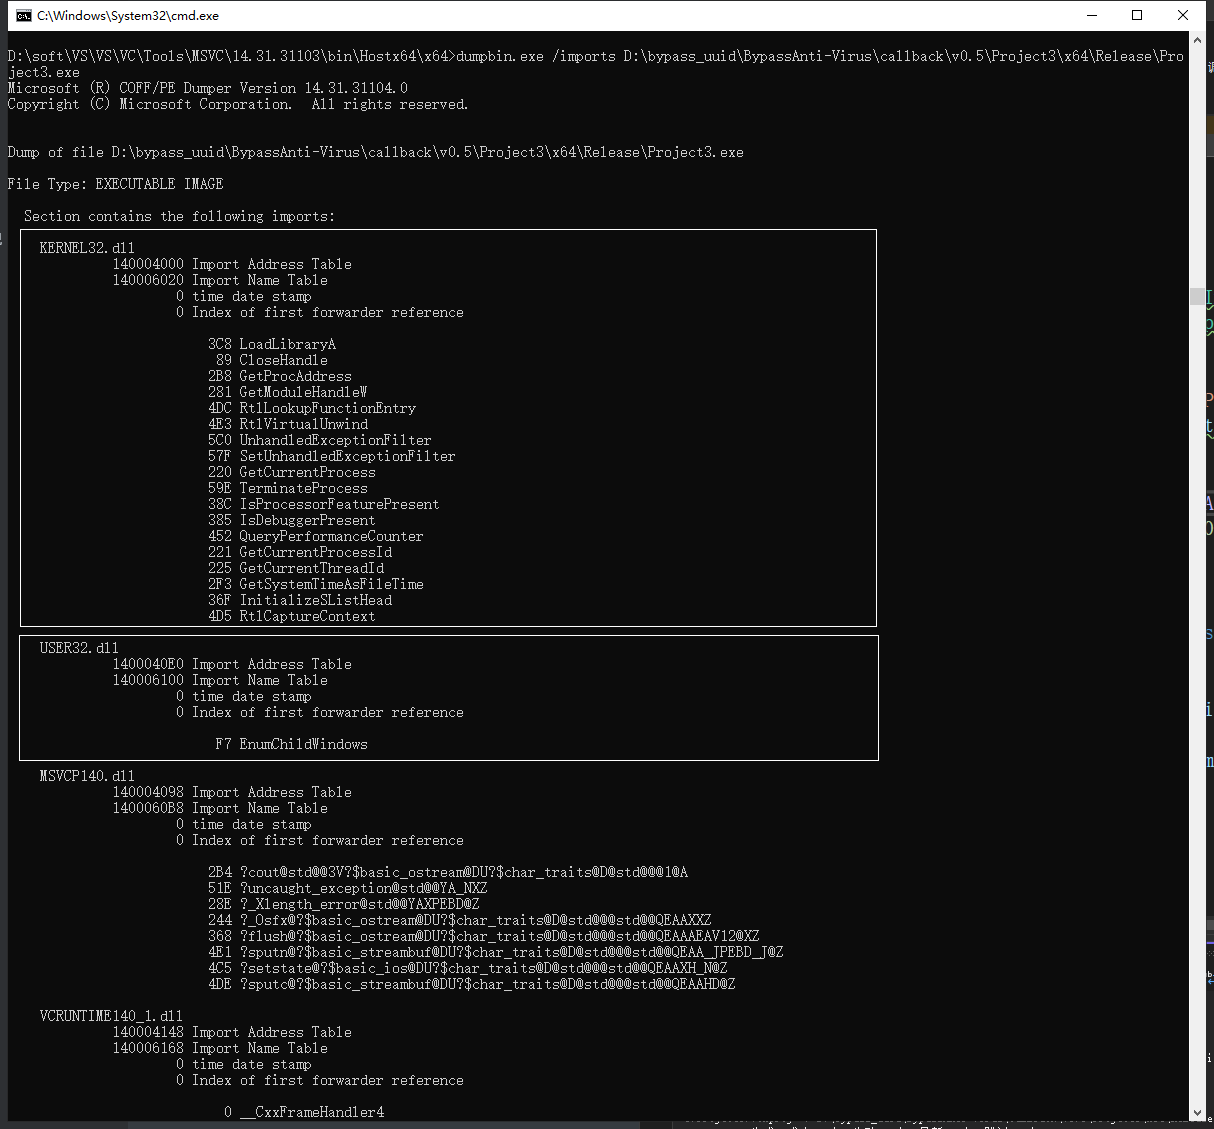 C:\Windows\System32\cmd.exe
D:\soft\VS\VS\VC\Tools\MSVC\14.31.31103\bin\Hostx64\x64>dumpbin.exe /imports D:\bypass_uuid\BypassAnti-Virus\callback\v0.5\Project3\x64\Release\Pro
ject3.exe
Microsoft (R) COFF/PE Dumper Version 14.31.31104.0
Copyright (C) Microsoft Corporation.  All rights reserved.
Dump of file D:\bypass_uuid\BypassAnti-Virus\callback\v0.5\Project3\x64\Release\Project3.exe
File Type: EXECUTABLE IMAGE
Section contains the following imports:
KERNEL32.dll
140004000 Import Address Table
140006020 Import Name Table
0 time date stamp
0 Index of first forwarder reference
3C8 LoadLibraryA
89 CloseHandle
2B8 GetProcAddress
281 GetModuleHandleW
4DC RtlLookupFunctionEntry
4E3 RtlVirtualUnwind
5C0 UnhandledExceptionFilter
57F SetUnhandledExceptionFilter
220 GetCurrentProcess
59E TerminateProcess
38C IsProcessorFeaturePresent
385 IsDebuggerPresent
452 QueryPerformanceCounter
221 GetCurrentProcessId
225 GetCurrentThreadId
2F3 GetSystemTimeAsFileTime
36F InitializeSListHead
4D5 RtlCaptureContext
USER32.dll
1400040E0 Import Address Table
140006100 Import Name Table
0 time date stamp
0 Index of first forwarder reference
F7 EnumChildWindows
MSVCP140.dll
140004098 Import Address Table
1400060B8 Import Name Table
0 time date stamp
0 Index of first forwarder reference
2B4 ?cout@std@@3V?$basic_ostream@DU?$char_traits@D@std@@@1@A
51E ?uncaught_exception@std@@YA_NXZ
28E ?_Xlength_error@std@@YAXPEBD@Z
244 ?_Osfx@?$basic_ostream@DU?$char_traits@D@std@@@std@@QEAAXXZ
368 ?flush@?$basic_ostream@DU?$char_traits@D@std@@@std@@QEAAAEAV12@XZ
4E1 ?sputn@?$basic_streambuf@DU?$char_traits@D@std@@@std@@QEAA_JPEBD_J@Z
4C5 ?setstate@?$basic_ios@DU?$char_traits@D@std@@@std@@QEAAXH_N@Z
4DE ?sputc@?$basic_streambuf@DU?$char_traits@D@std@@@std@@QEAAHD@Z
VCRUNTIME140_1.dll
140004148 Import Address Table
140006168 Import Name Table
0 time date stamp
0 Index of first forwarder reference
0 __CxxFrameHandler4